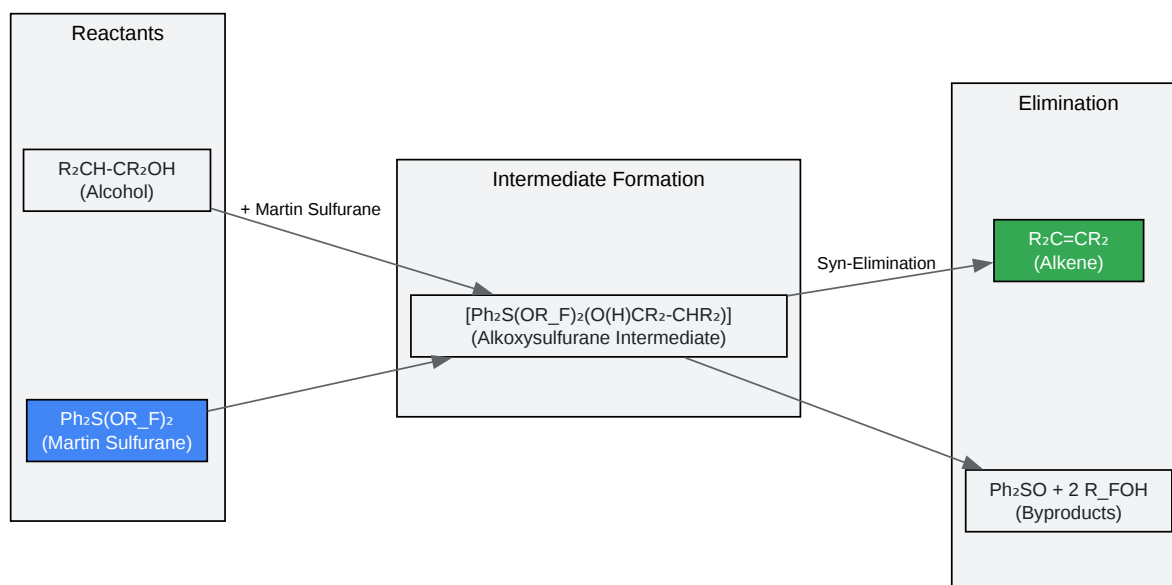 Reactants
R₂CH-CR₂OH
(Alcohol)
Ph₂S(OR_F)₂
(Martin Sulfurane)
+ Martin Sulfurane
Intermediate Formation
[Ph₂S(OR_F)₂(O(H)CR₂-CHR₂)]
(Alkoxysulfurane Intermediate)
Syn-Elimination
Elimination
R₂C=CR₂
(Alkene)
Ph₂SO + 2 R_FOH
(Byproducts)